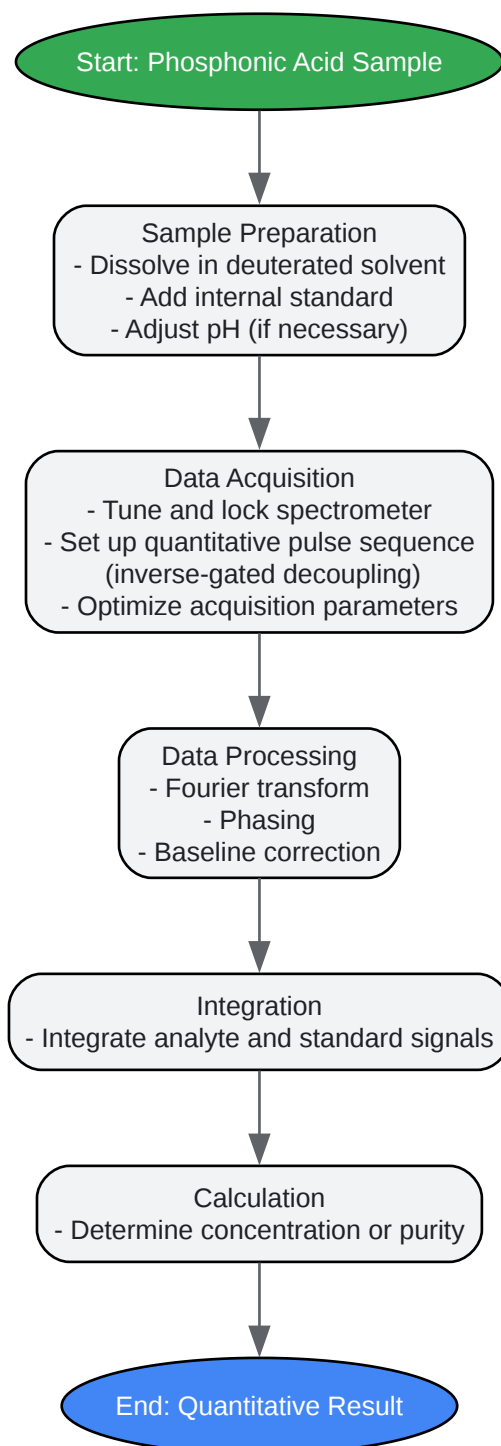 Start: Phosphonic Acid Sample
Sample Preparation
- Dissolve in deuterated solvent
- Add internal standard
- Adjust pH (if necessary)
Data Acquisition
- Tune and lock spectrometer
- Set up quantitative pulse sequence
(inverse-gated decoupling)
- Optimize acquisition parameters
Data Processing
- Fourier transform
- Phasing
- Baseline correction
Integration
- Integrate analyte and standard signals
Calculation
- Determine concentration or purity
End: Quantitative Result